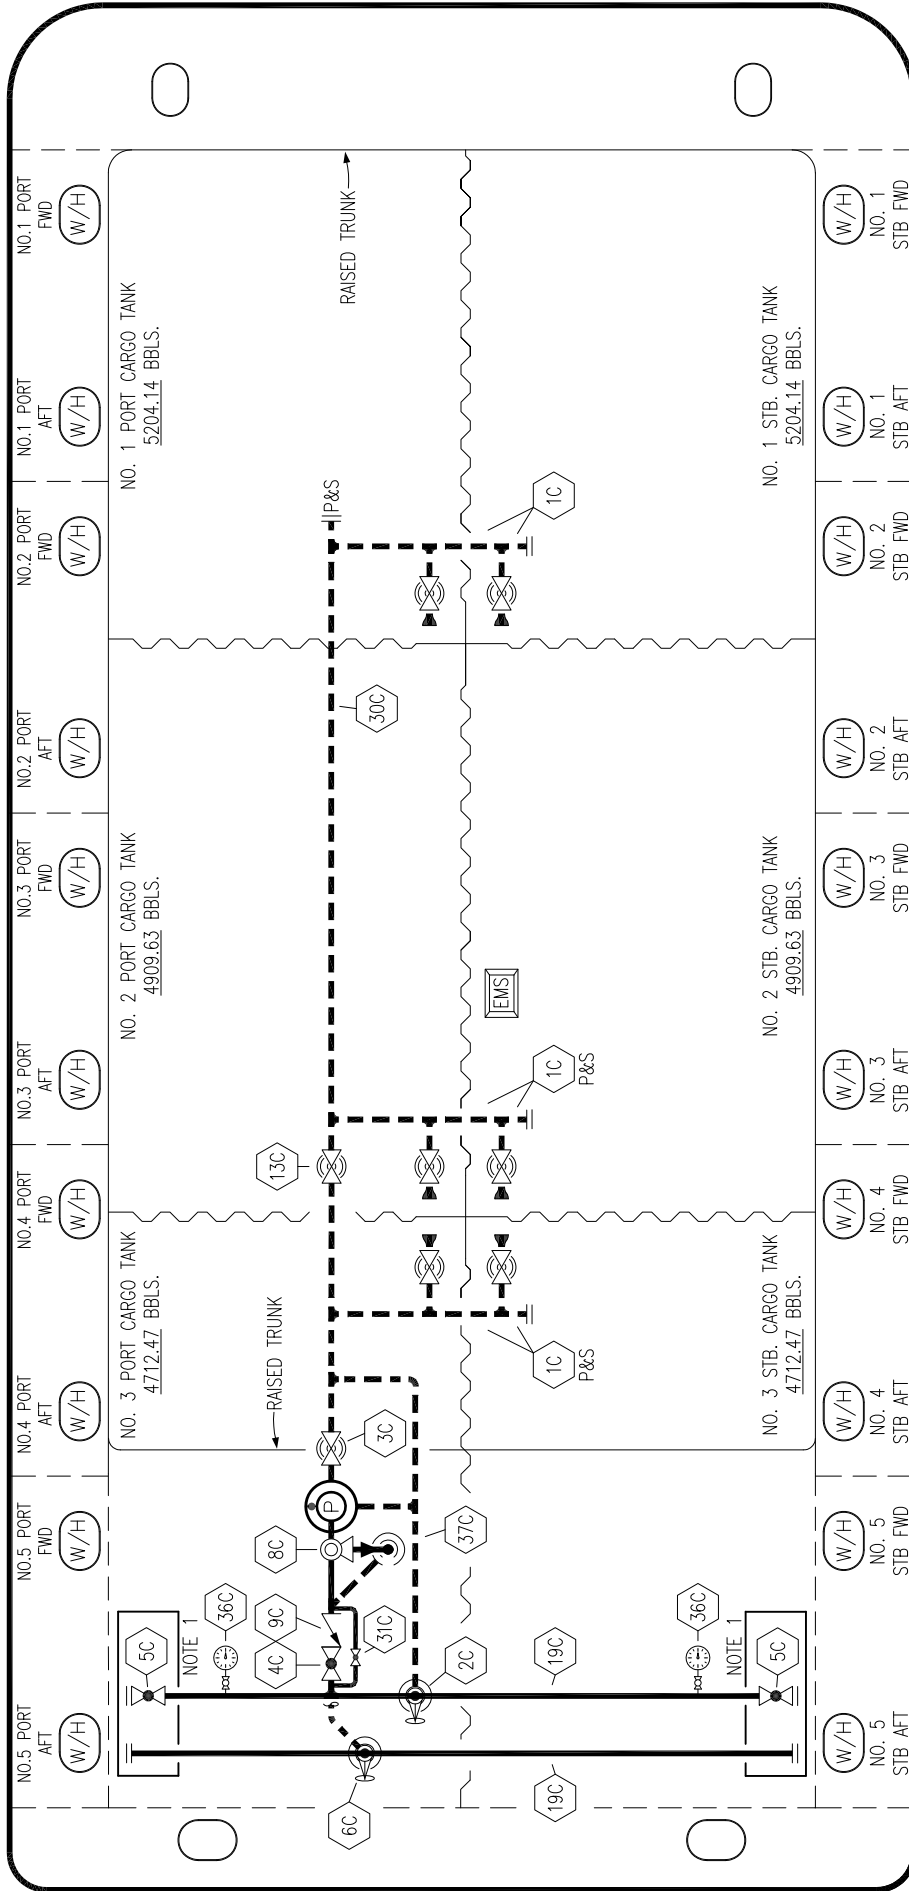 NO.1 PORT
FWD
W/H
NO.1 PORT
AFT
W/H
NO.2 PORT
FWD
W/H
NO.2 PORT
AFT
W/H
NO.3 PORT
FWD
W/H
NO.3 PORT
AFT
W/H
NO.4 PORT
FWD
W/H
NO.4 PORT
AFT
W/H
NO.5 PORT
FWD
W/H
NO.5 PORT
AFT
W/H
NO. 1 PORT CARGO TANK
5204.14 BBLS.
RAISED TRUNK
NO. 2 PORT CARGO TANK
4909.63 BBLS.
NO. 3 PORT CARGO TANK
4712.47 BBLS.
RAISED TRUNK
P&S
1C
30C
13C
1C
P&S
EMS
1C
P&S
3C
P
8C
37C
9C
31C
4C
2C
36C
5C
NOTE 1
6C
19C
19C
36C
NOTE 1
5C
NO. 1 STB. CARGO TANK
5204.14 BBLS.
NO. 2 STB. CARGO TANK
4909.63 BBLS.
NO. 3 STB. CARGO TANK
4712.47 BBLS.
W/H
NO. 1
STB FWD
W/H
NO. 1
STB AFT
W/H
NO. 2
STB FWD
W/H
NO. 2
STB AFT
W/H
NO. 3
STB FWD
W/H
NO. 3
STB AFT
W/H
NO. 4
STB FWD
W/H
NO. 4
STB AFT
W/H
NO. 5
STB FWD
W/H
NO. 5
STB AFT